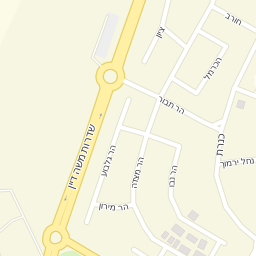 חורב
ציון
הכרמל
הר תבור
כנרת
נחל ירמוך
שדרות משה דיין
הר גלבוע
הר מצדה
הר נבו
הר מירון